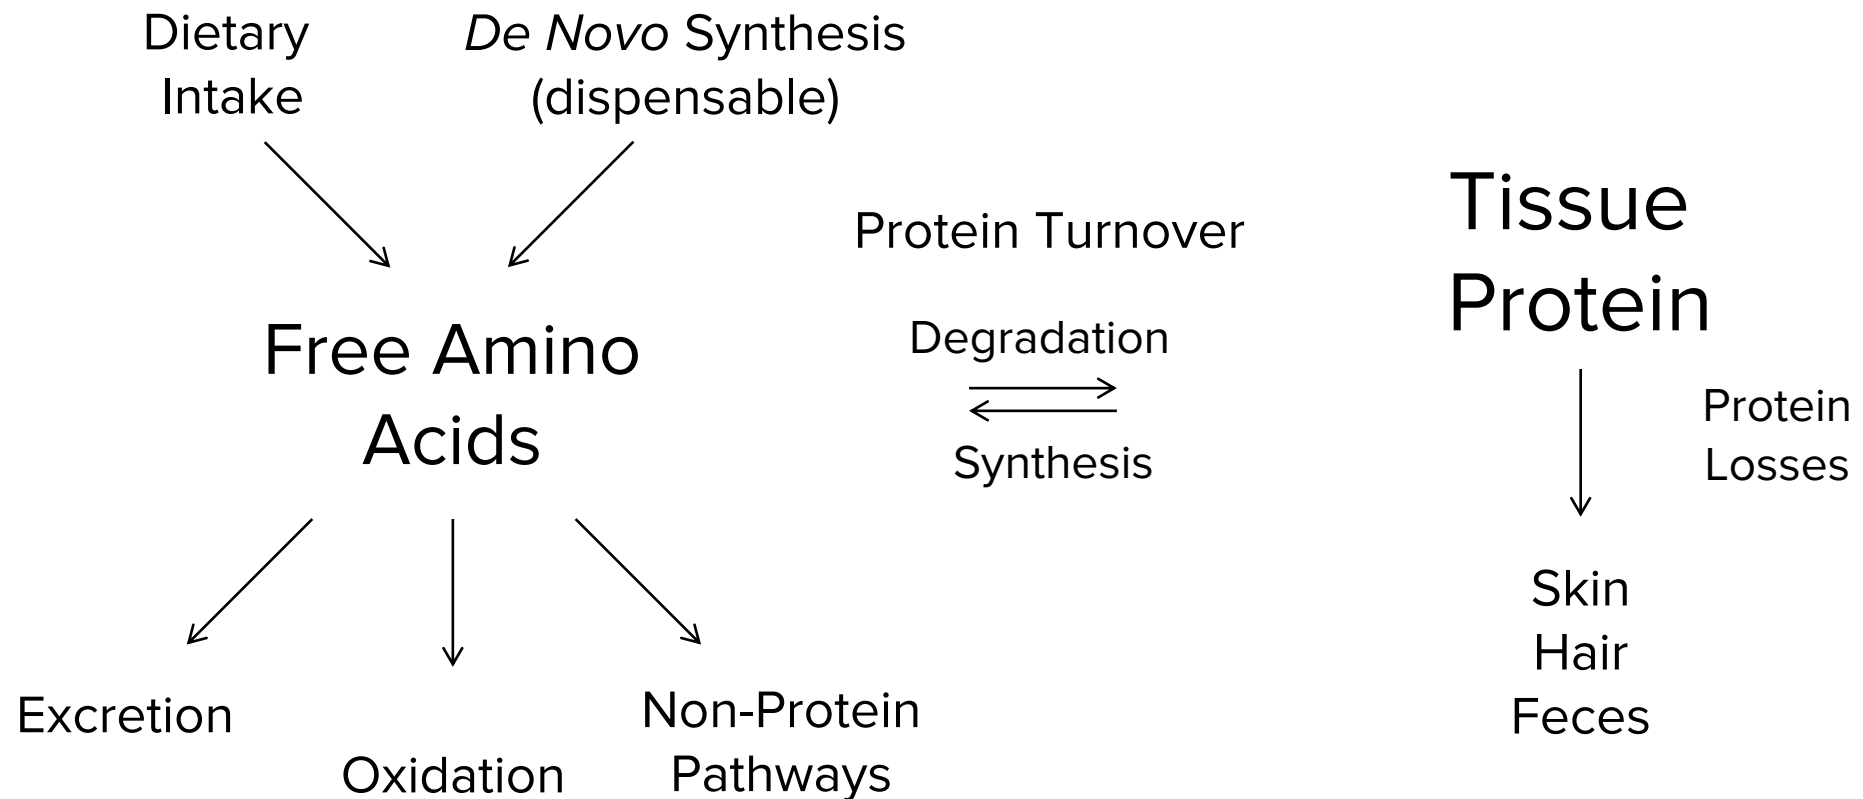 Dietary
Intake
De Novo Synthesis
(dispensable)
Protein Turnover
Tissue
Protein
Free Amino
Acids
Degradation
Synthesis
Protein
Losses
Skin
Hair
Feces
Excretion
Oxidation
Non-Protein
Pathways